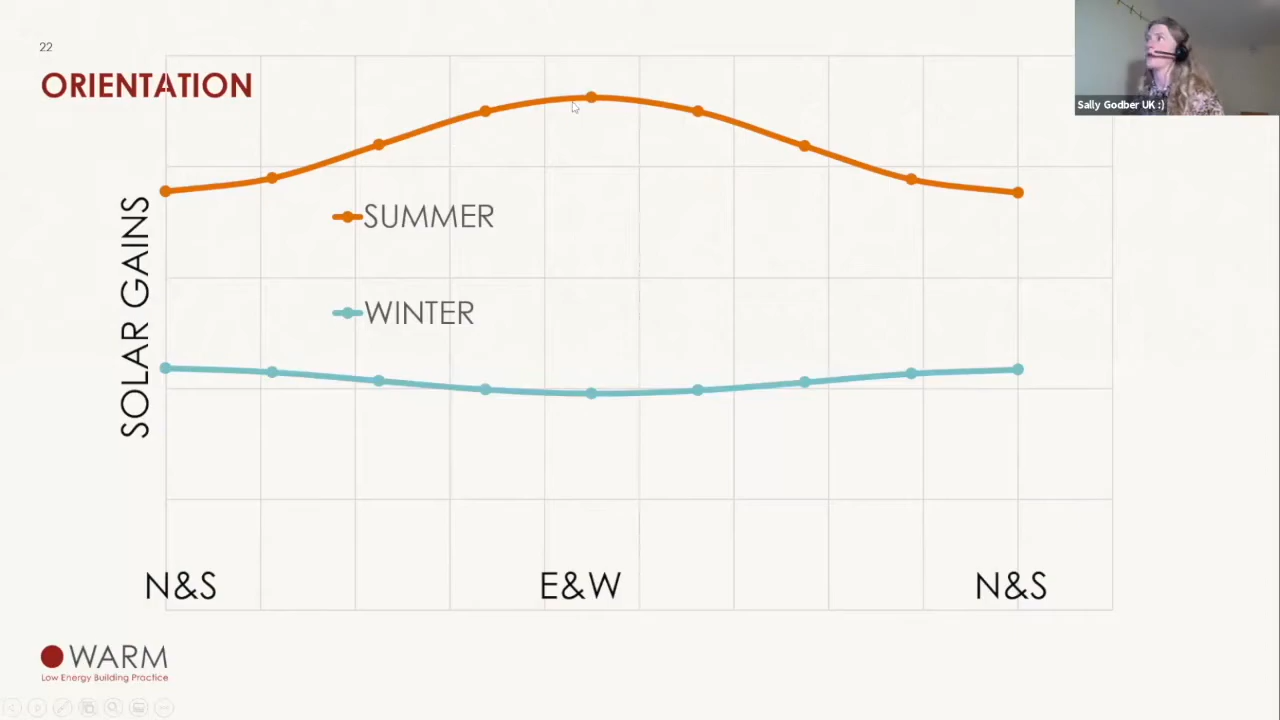 22
ORIENTATION
Sally Godber UK :)
SOLAR GAINS
SUMMER
WINTER
N&S
E&W
N&S
WARM
Low Energy Building Practice